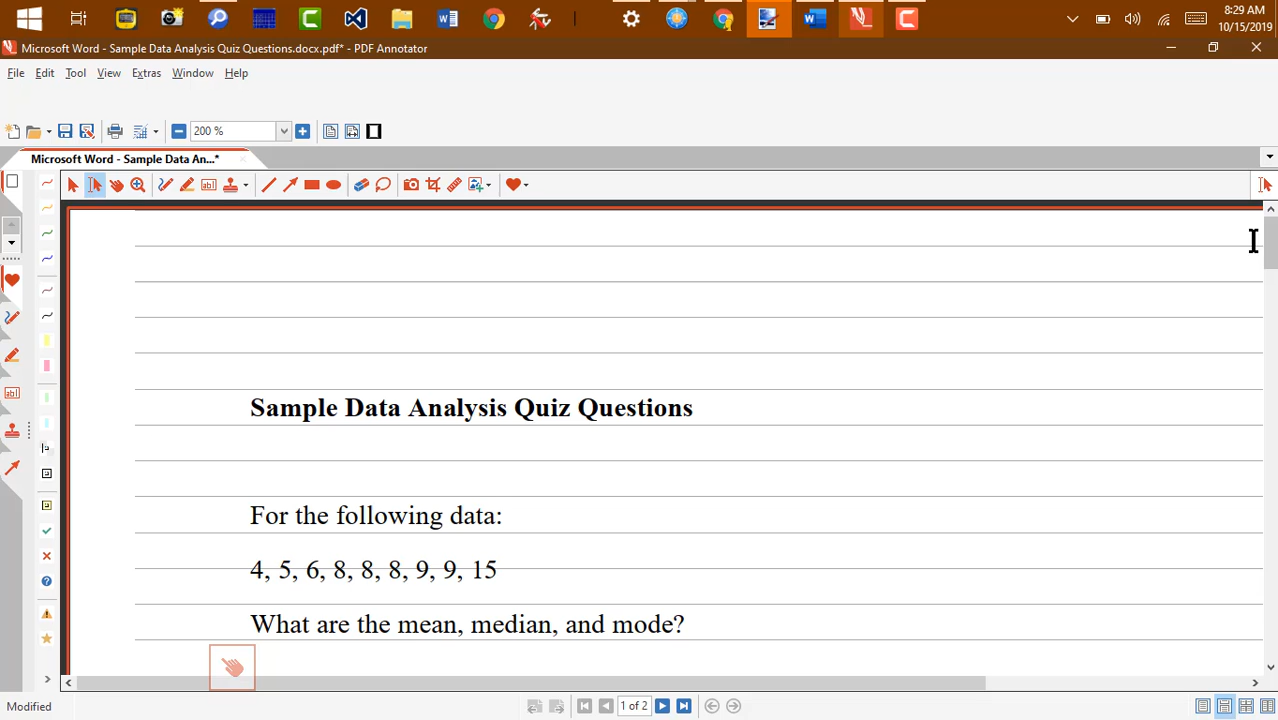 8:29 AM
10/15/2019
Microsoft Word - Sample Data Analysis Quiz Questions.docx.pdf* - PDF Annotator
File Edit Tool View Extras Window Help
200 %
Microsoft Word - Sample Data An...*
Sample Data Analysis Quiz Questions
For the following data:
4, 5, 6, 8, 8, 8, 9, 9, 15
What are the mean, median, and mode?
Modified
1 of 2